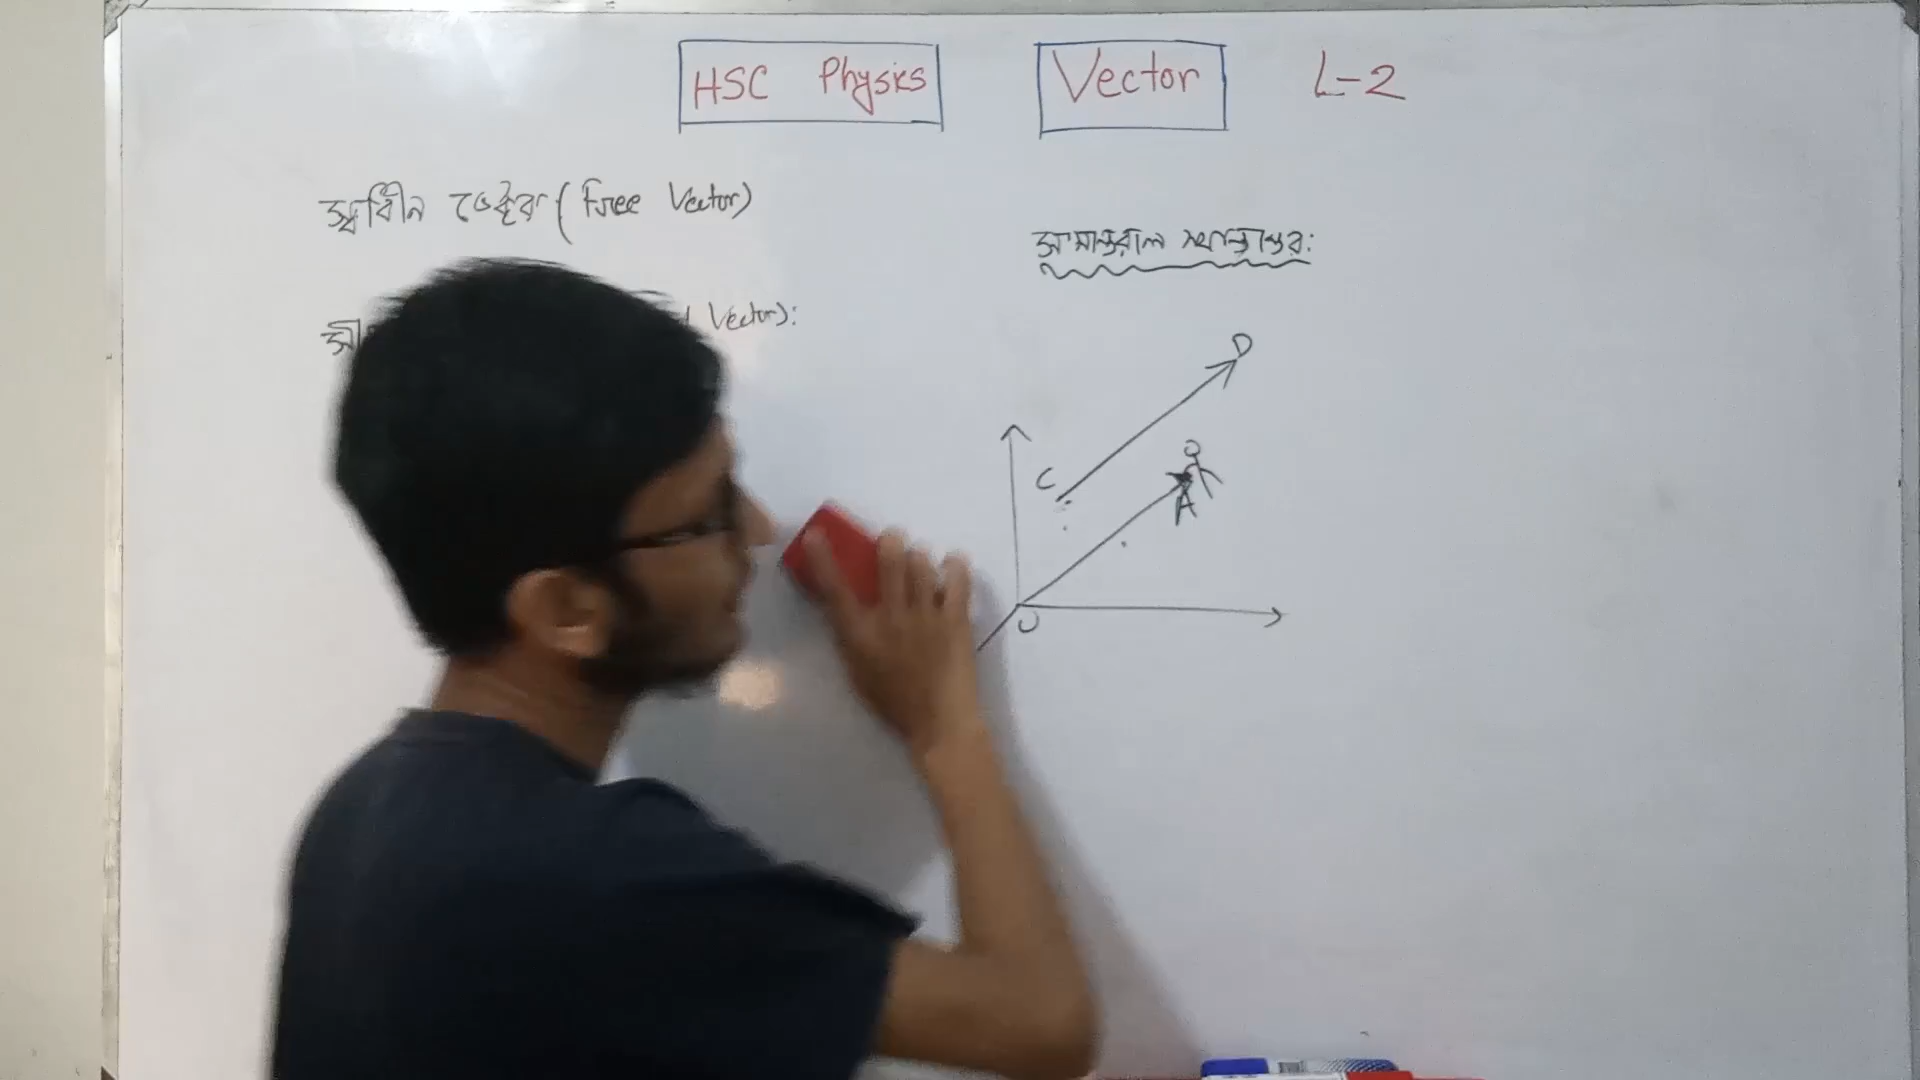 HSC Physics Vector L-2
স্বাধীন ভেক্টর (Free Vector)
Vector):
সমান্তরাল স্থানান্তর:
D
C
Q
A
O